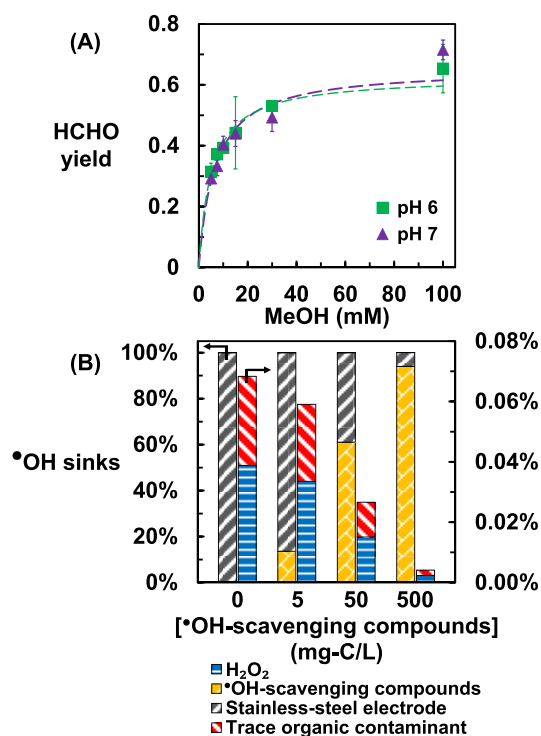 (A)
HCHO
yield
0.8
0.6
0.4
0.2
0
0 20 40 60 80 100
MeOH (mM)
pH 6
pH 7
(B)
•OH sinks
100%
80%
60%
40%
20%
0%
0.08%
0.06%
0.04%
0.02%
0.00%
0 5 50 500
[•OH-scavenging compounds]
(mg-C/L)
H₂O₂
•OH-scavenging compounds
Stainless-steel electrode
Trace organic contaminant